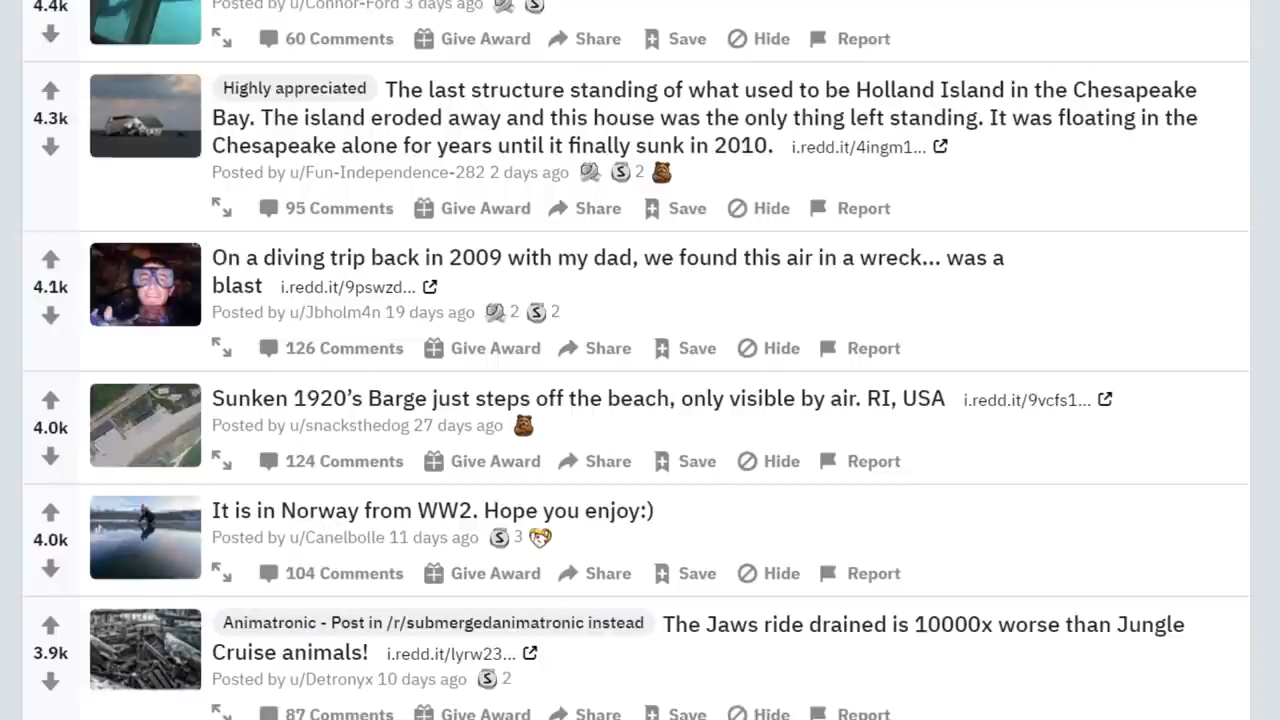 4.4k
Posted by u/Connor-Ford 3 days ago
60 Comments Give Award Share Save Hide Report
Highly appreciated The last structure standing of what used to be Holland Island in the Chesapeake
4.3k
Bay. The island eroded away and this house was the only thing left standing. It was floating in the
Chesapeake alone for years until it finally sunk in 2010. i.redd.it/4ingm1...
Posted by u/Fun-Independence-282 2 days ago S 2
95 Comments Give Award Share Save Hide Report
On a diving trip back in 2009 with my dad, we found this air in a wreck... was a
4.1k
blast i.redd.it/9pswzd...
Posted by u/Jbholm4n 19 days ago 2 S 2
126 Comments Give Award Share Save Hide Report
Sunken 1920’s Barge just steps off the beach, only visible by air. RI, USA i.redd.it/9vcfs1...
4.0k
Posted by u/snacksthedog 27 days ago
124 Comments Give Award Share Save Hide Report
It is in Norway from WW2. Hope you enjoy:)
4.0k
Posted by u/Canelbolle 11 days ago S 3
104 Comments Give Award Share Save Hide Report
Animatronic - Post in /r/submergedanimatronic instead The Jaws ride drained is 10000x worse than Jungle
3.9k
Cruise animals! i.redd.it/lyrw23...
Posted by u/Detronyx 10 days ago S 2
87 Comments Give Award Share Save Hide Report